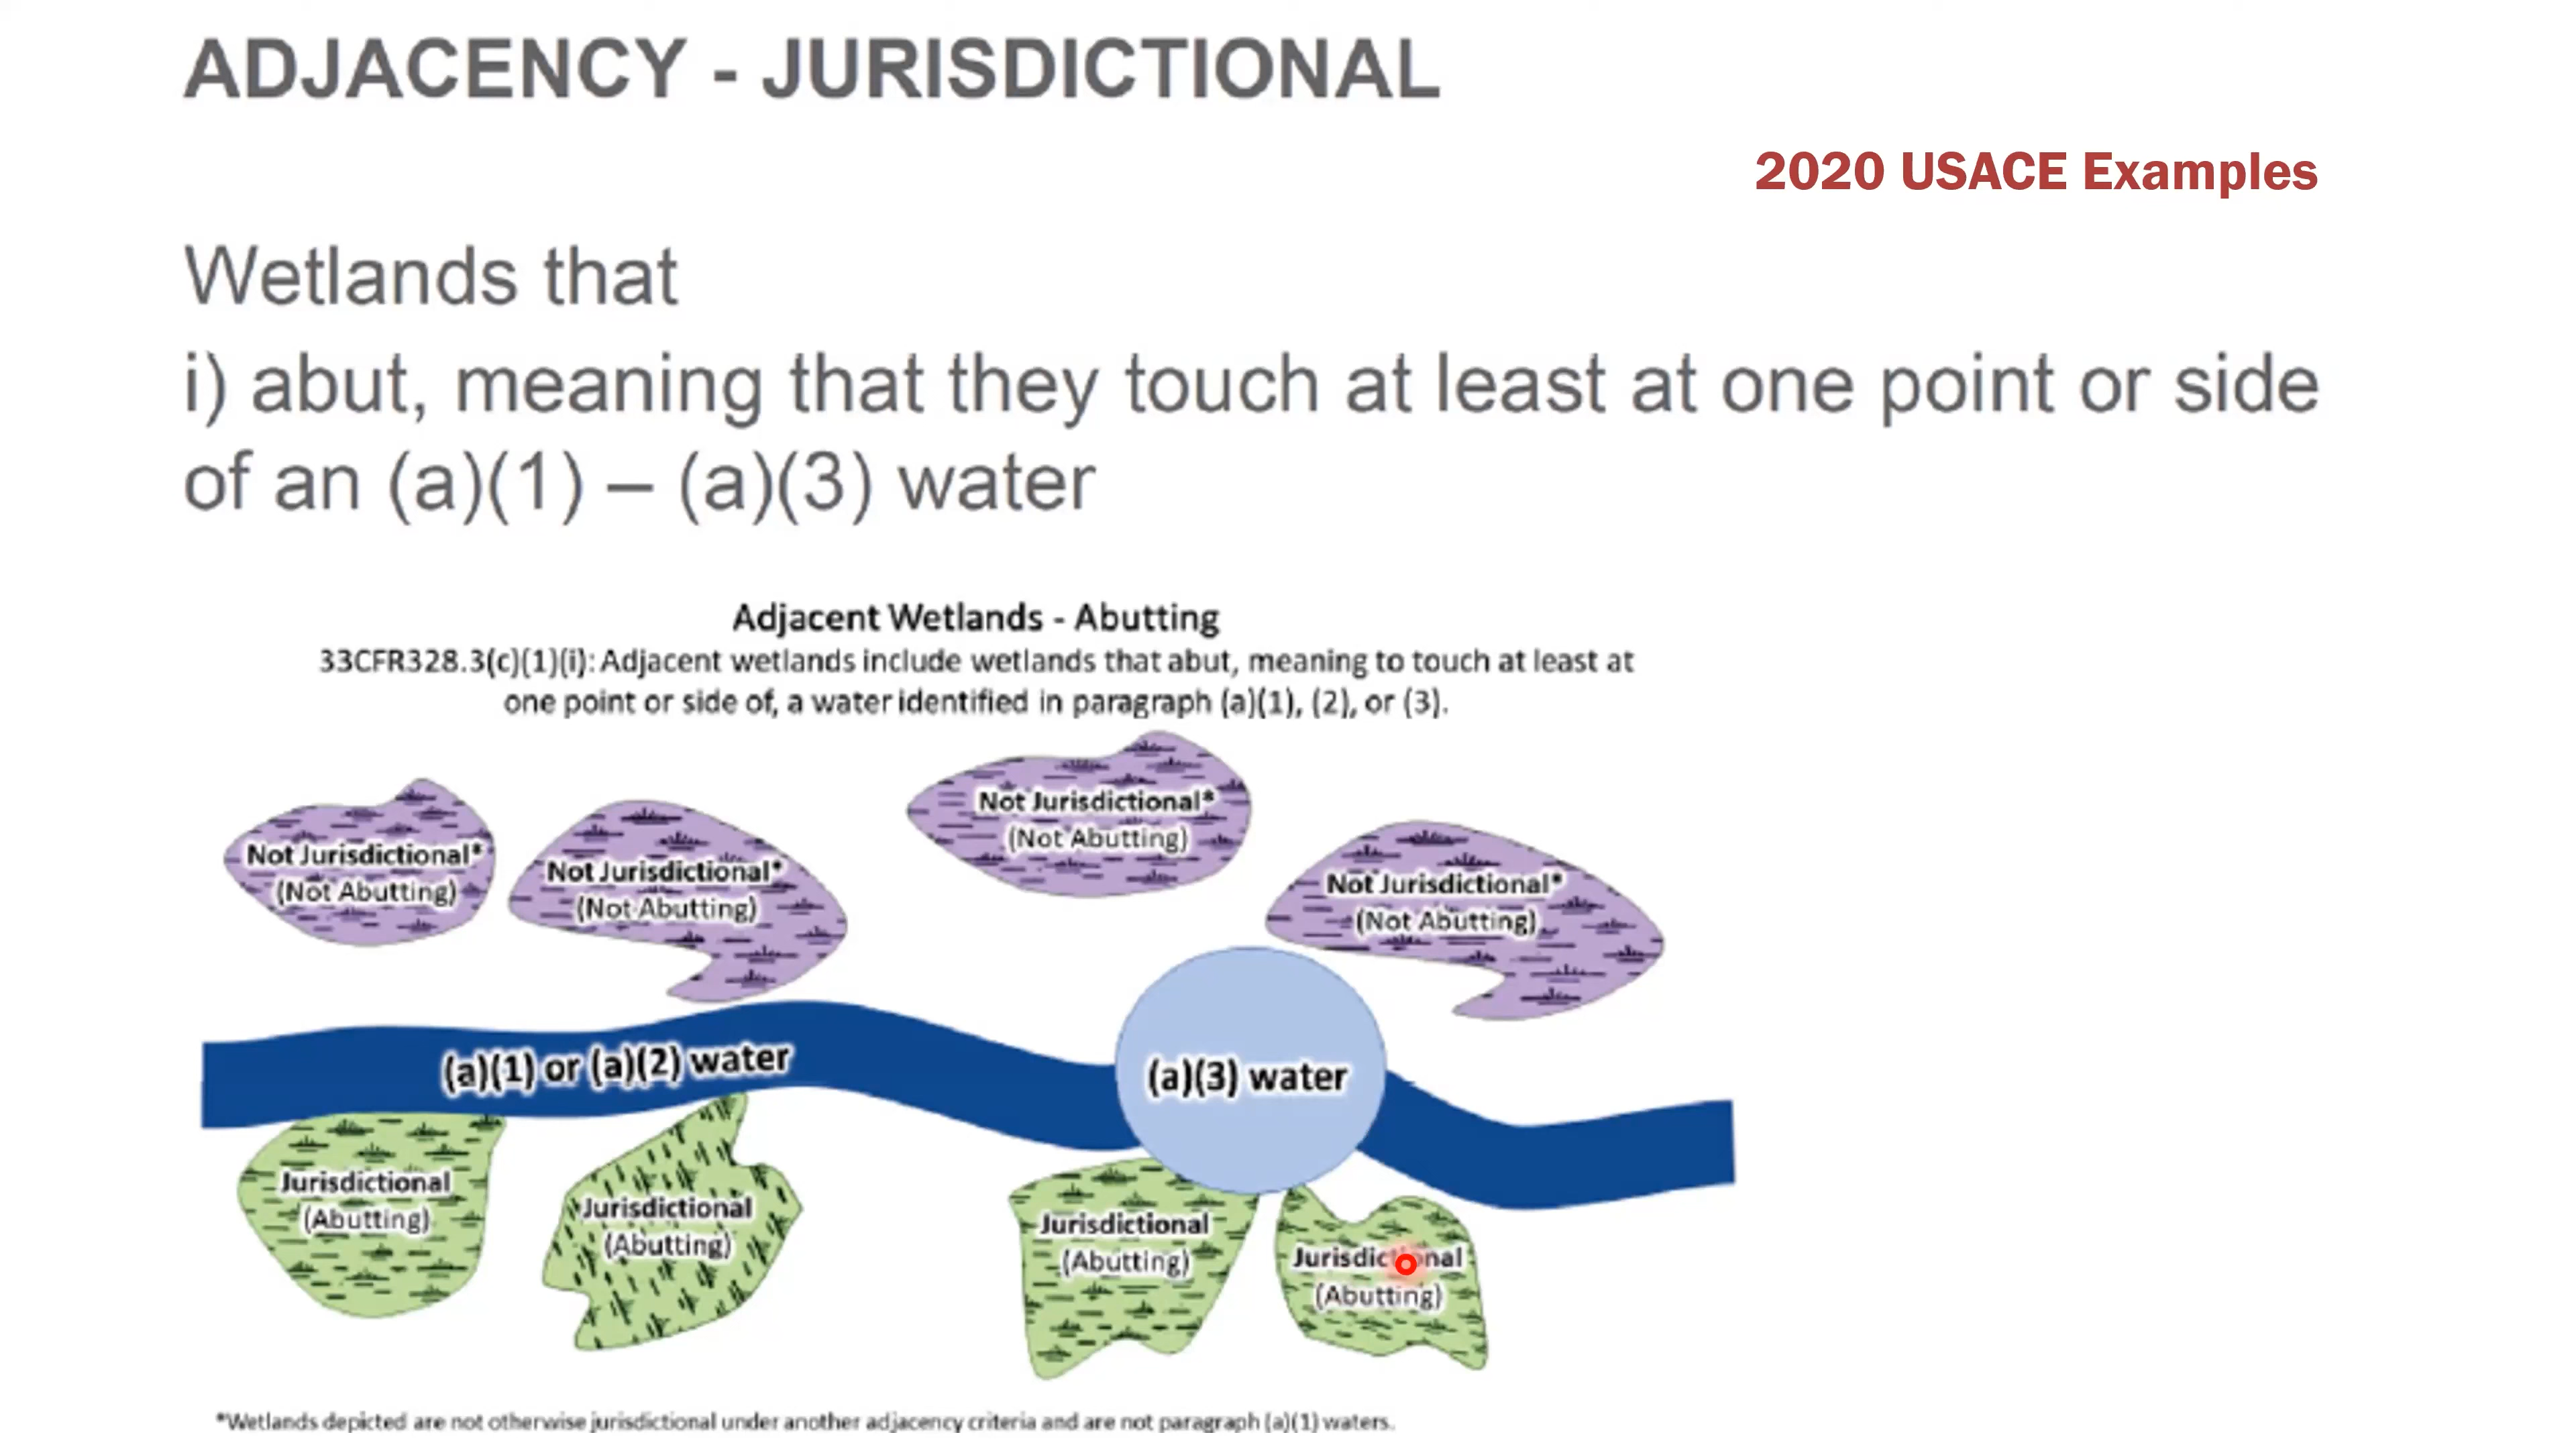 ADJACENCY - JURISDICTIONAL
2020 USACE Examples
Wetlands that
i) abut, meaning that they touch at least at one point or side
of an (a)(1) – (a)(3) water
Adjacent Wetlands - Abutting
33CFR328.3(c)(1)(i): Adjacent wetlands include wetlands that abut, meaning to touch at least at
one point or side of, a water identified in paragraph (a)(1), (2), or (3).
Not Jurisdictional*
(Not Abutting)
Not Jurisdictional*
(Not Abutting)
Not Jurisdictional*
(Not Abutting)
Not Jurisdictional*
(Not Abutting)
(a)(1) or (a)(2) water
(a)(3) water
Jurisdictional
(Abutting)
Jurisdictional
(Abutting)
Jurisdictional
(Abutting)
Jurisdictional
(Abutting)
*Wetlands depicted are not otherwise jurisdictional under another adjacency criteria and are not paragraph (a)(1) waters.